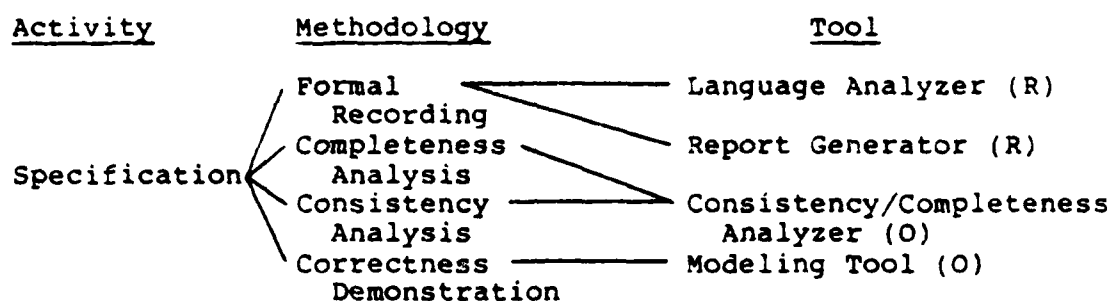 Activity Methodology Tool
Formal Language Analyzer (R)
Recording
Completeness Report Generator (R)
Specification Analysis
Consistency Consistency/Completeness
Analysis Analyzer (O)
Correctness Modeling Tool (O)
Demonstration